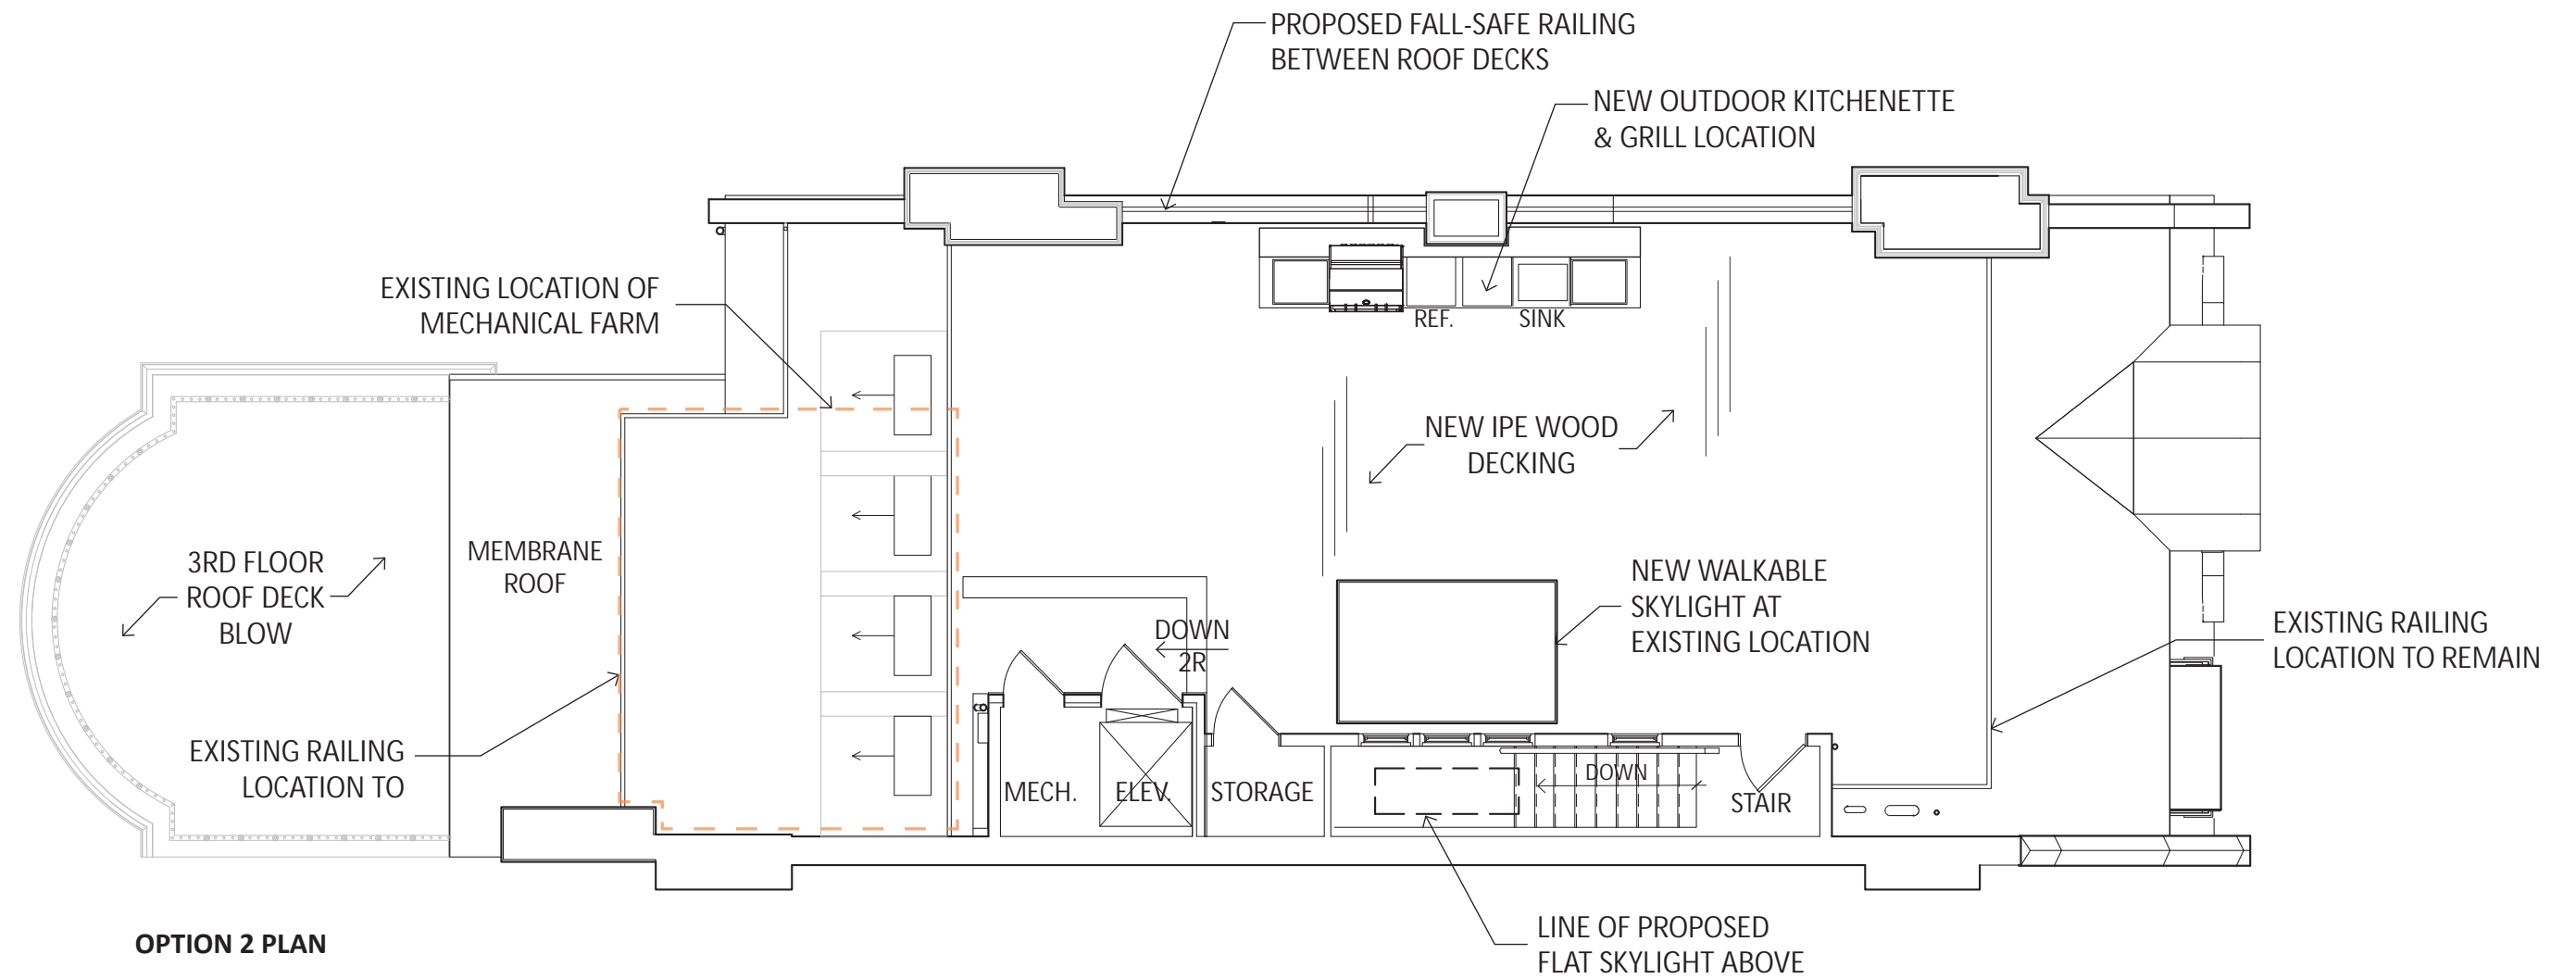 PROPOSED FALL-SAFE RAILING
BETWEEN ROOF DECKS
NEW OUTDOOR KITCHENETTE
& GRILL LOCATION
EXISTING LOCATION OF
MECHANICAL FARM
REF.
SINK
NEW IPE WOOD
DECKING
3RD FLOOR
ROOF DECK
BLOW
MEMBRANE
ROOF
NEW WALKABLE
SKYLIGHT AT
EXISTING LOCATION
DOWN
2R
EXISTING RAILING
LOCATION TO REMAIN
EXISTING RAILING
LOCATION TO
MECH.
ELEV.
STORAGE
DOWN
STAIR
LINE OF PROPOSED
FLAT SKYLIGHT ABOVE
OPTION 2 PLAN